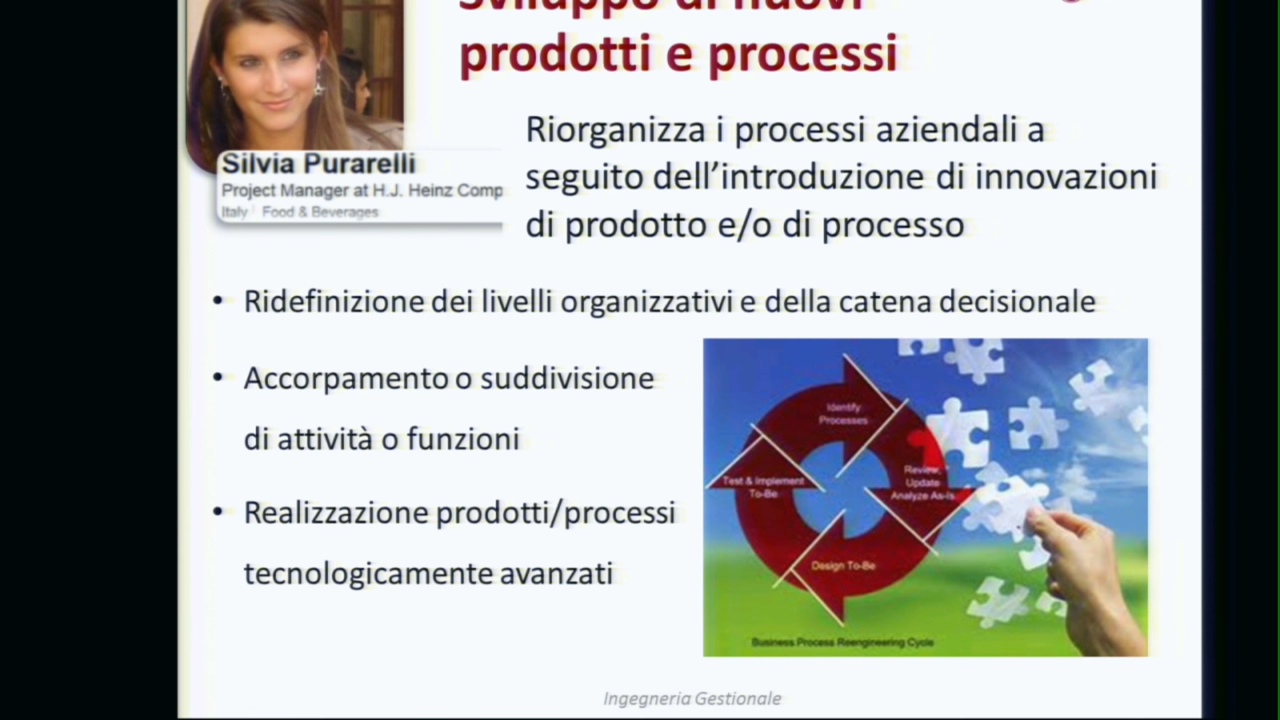 Sviluppo di nuovi
prodotti e processi
Silvia Purarelli
Project Manager at H.J. Heinz Comp
Italy Food & Beverages
Riorganizza i processi aziendali a
seguito dell'introduzione di innovazioni
di prodotto e/o di processo
• Ridefinizione dei livelli organizzativi e della catena decisionale
• Accorpamento o suddivisione
di attività o funzioni
• Realizzazione prodotti/processi
tecnologicamente avanzati
Identify
Processes
Review,
Update
Analyze As-Is
Test & Implement
To-Be
Design To-Be
Business Process Reengineering Cycle
Ingegneria Gestionale